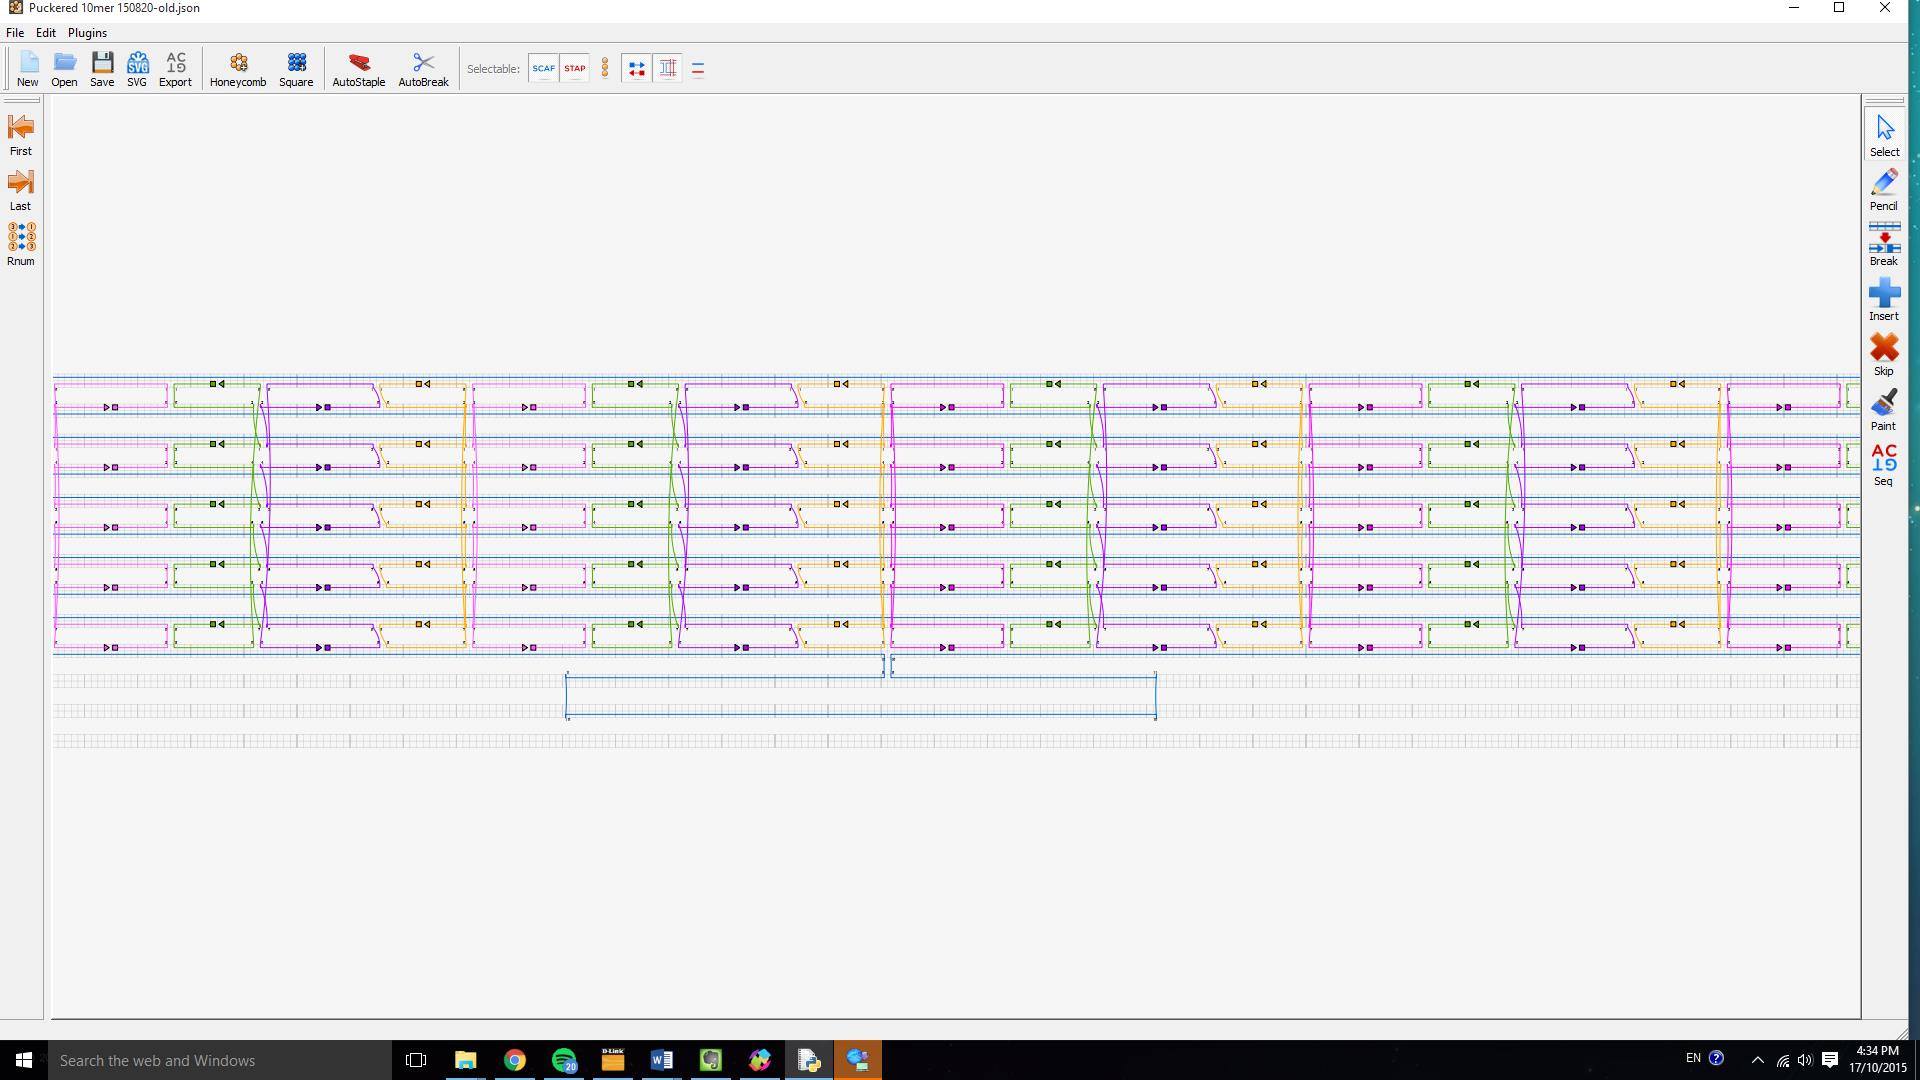 Puckered 10mer 150820-old.json
File Edit Plugins
New Open Save SVG Export Honeycomb Square AutoStaple AutoBreak Selectable: SCAF STAP
First
Last
Rnum
Select
Pencil
Break
Insert
Skip
Paint
Seq
Search the web and Windows
20
D-Link
EN
4:34 PM
17/10/2015